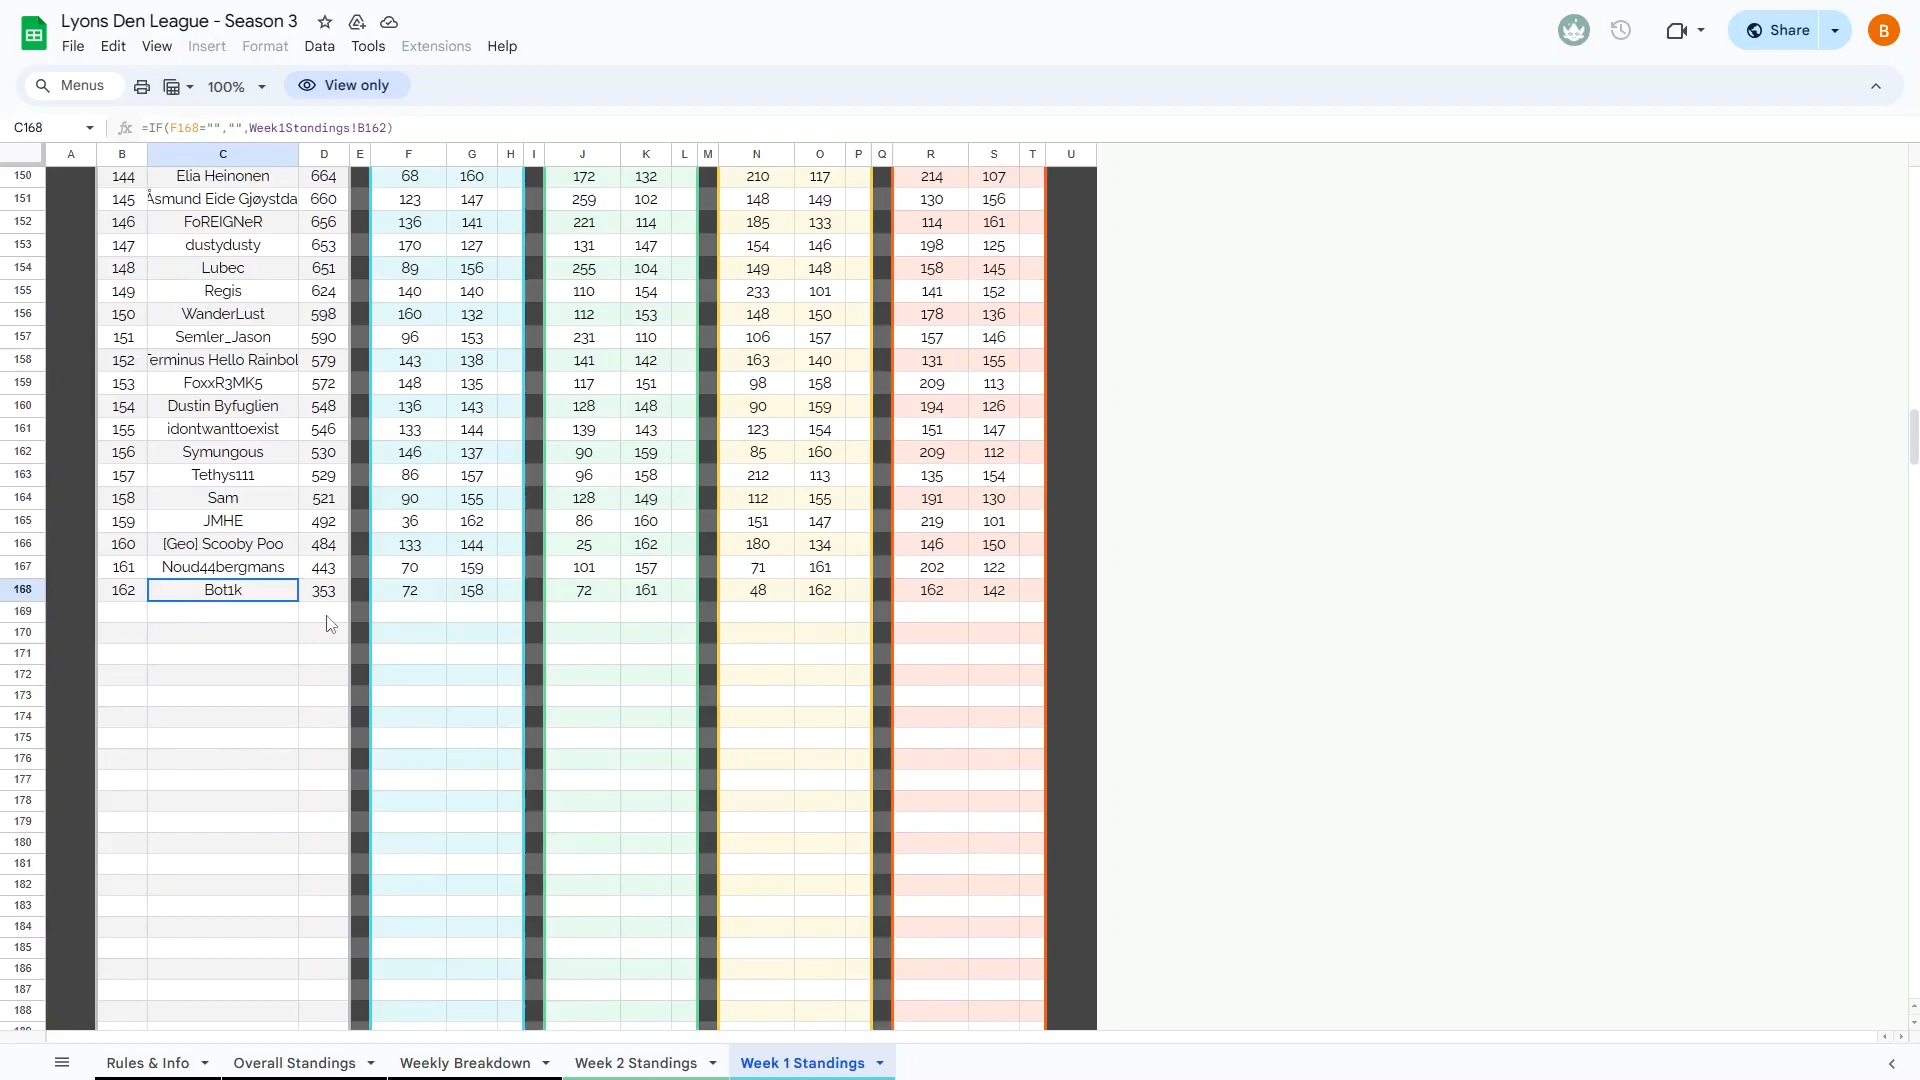 Lyons Den League - Season 3
File Edit View Insert Format Data Tools Extensions Help
Share
B
Menus
100%
View only
C168
fx =IF(F168="","",Week1Standings!B162)
A B C D E F G H I J K L M N O P Q R S T U
150 144 Elia Heinonen 664 68 160 172 132 210 117 214 107
151 145 Åsmund Eide Gjøystda 660 123 147 259 102 148 149 130 156
152 146 FoREIGNeR 656 136 141 221 114 185 133 114 161
153 147 dustydusty 653 170 127 131 147 154 146 198 125
154 148 Lubec 651 89 156 255 104 149 148 158 145
155 149 Regis 624 140 140 110 154 233 101 141 152
156 150 WanderLust 598 160 132 112 153 148 150 178 136
157 151 Semler_Jason 590 96 153 231 110 106 157 157 146
158 152 Terminus Hello Rainbol 579 143 138 141 142 163 140 131 155
159 153 FoxxR3MK5 572 148 135 117 151 98 158 209 113
160 154 Dustin Byfuglien 548 136 143 128 148 90 159 194 126
161 155 idontwanttoexist 546 133 144 139 143 123 154 151 147
162 156 Symungous 530 146 137 90 159 85 160 209 112
163 157 Tethys111 529 86 157 96 158 212 113 135 154
164 158 Sam 521 90 155 128 149 112 155 191 130
165 159 JMHE 492 36 162 86 160 151 147 219 101
166 160 [Geo] Scooby Poo 484 133 144 25 162 180 134 146 150
167 161 Noud44bergmans 443 70 159 101 157 71 161 202 122
168 162 Bot1k 353 72 158 72 161 48 162 162 142
169
170
171
172
173
174
175
176
177
178
179
180
181
182
183
184
185
186
187
188
189
Rules & Info Overall Standings Weekly Breakdown Week 2 Standings Week 1 Standings